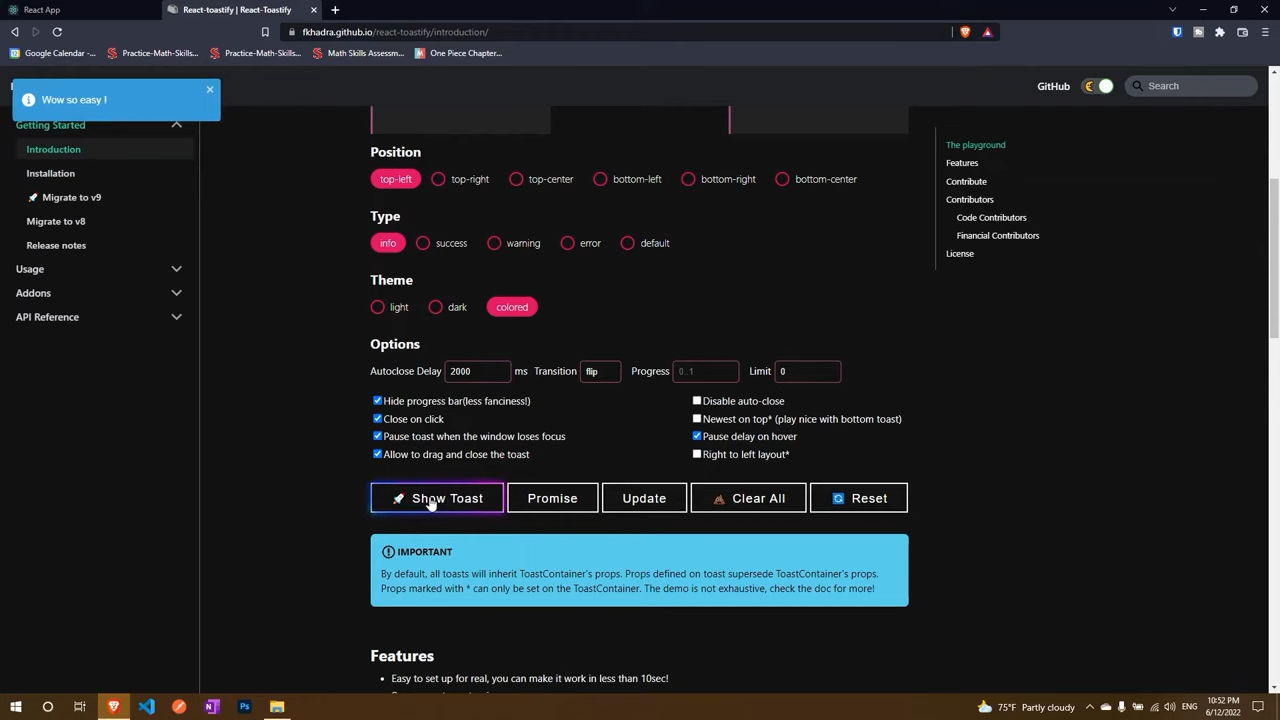 React App
React-toastify | React-Toastify
fkhadra.github.io/react-toastify/introduction/
Google Calendar -...
Practice-Math-Skills...
Practice-Math-Skills...
Math Skills Assessm...
One Piece Chapter...
Wow so easy !
GitHub
Search
Getting Started
Introduction
Installation
🚀 Migrate to v9
Migrate to v8
Release notes
Usage
Addons
API Reference
Position
top-left top-right top-center bottom-left bottom-right bottom-center
Type
info success warning error default
Theme
light dark colored
Options
Autoclose Delay 2000 ms Transition flip Progress 0..1 Limit 0
Hide progress bar(less fanciness!)
Close on click
Pause toast when the window loses focus
Allow to drag and close the toast
Disable auto-close
Newest on top* (play nice with bottom toast)
Pause delay on hover
Right to left layout*
🚀 Show Toast Promise Update Clear All Reset
IMPORTANT
By default, all toasts will inherit ToastContainer's props. Props defined on toast supersede ToastContainer's props.
Props marked with * can only be set on the ToastContainer. The demo is not exhaustive, check the doc for more!
Features
Easy to set up for real, you can make it work in less than 10sec!
The playground
Features
Contribute
Contributors
Code Contributors
Financial Contributors
License
75°F Partly cloudy
ENG
10:52 PM
6/12/2022